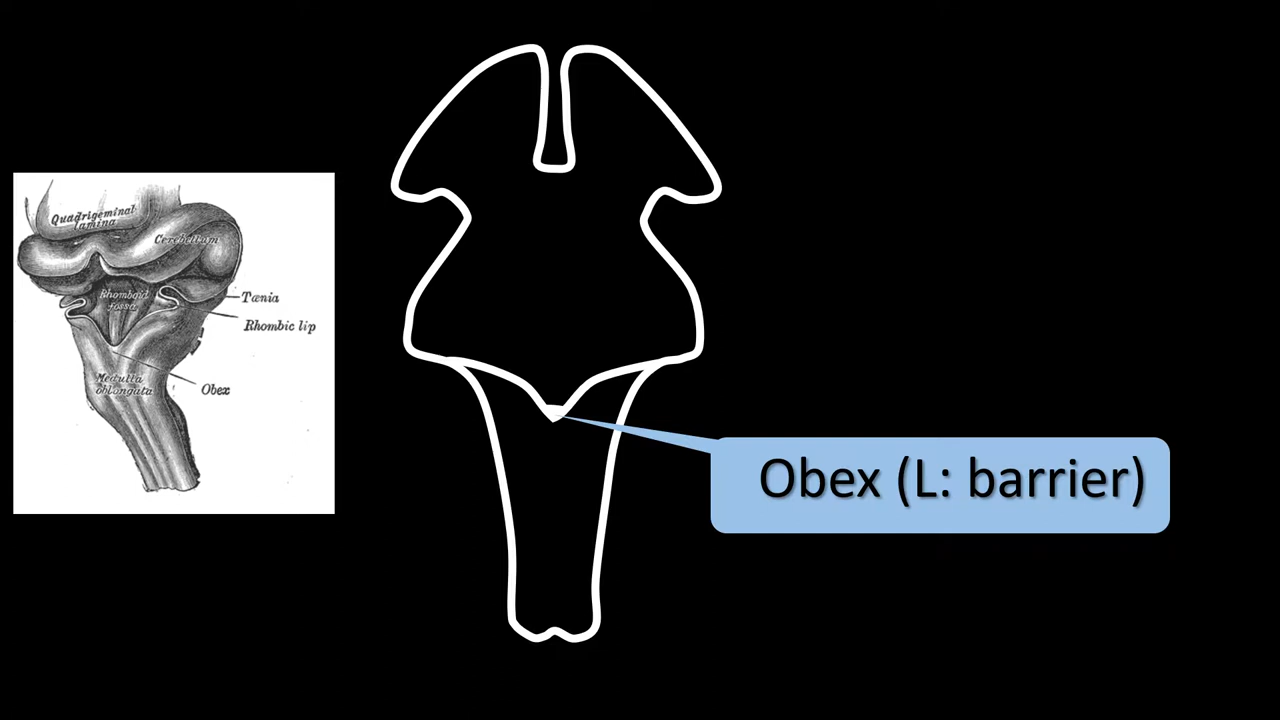 Quadrigeminal
lamina
Cerebellum
Rhomboid
fossa
Tænia
Rhombic lip
Medulla
oblongata
Obex
Obex (L: barrier)